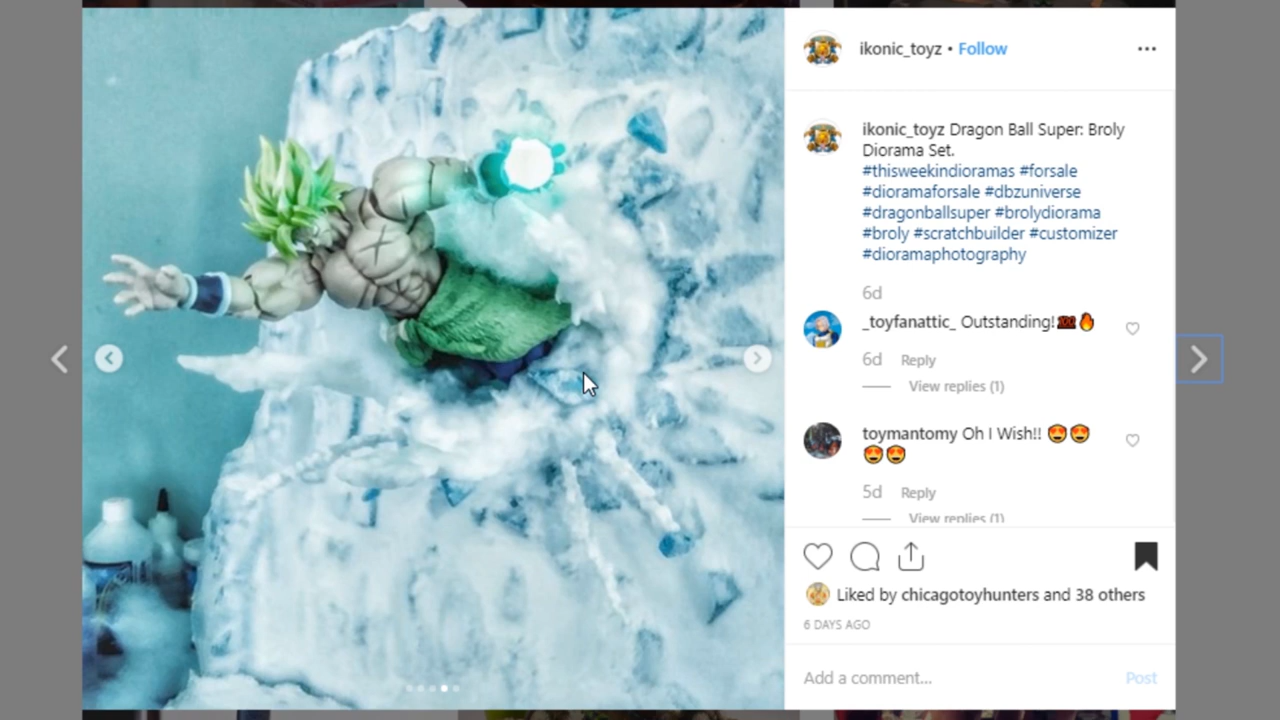 ikonic_toyz • Follow
ikonic_toyz Dragon Ball Super: Broly
Diorama Set.
#thisweekindioramas #forsale
#dioramaforsale #dbzuniverse
#dragonballsuper #brolydiorama
#broly #scratchbuilder #customizer
#dioramaphotography
6d
_toyfanattic_ Outstanding!💯🔥
6d Reply
View replies (1)
toymantomy Oh I Wish!! 😍😍
😍😍
5d Reply
View replies (1)
Liked by chicagotoyhunters and 38 others
6 DAYS AGO
Add a comment... Post